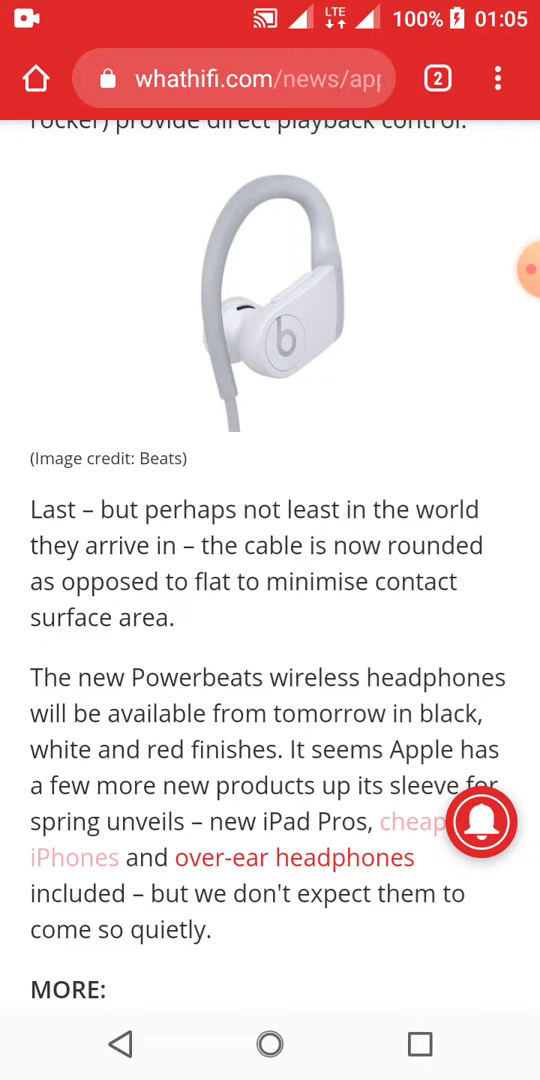 LTE 100% 01:05
whathifi.com/news/app
2
rocker) provide direct playback control.
b
(Image credit: Beats)
Last – but perhaps not least in the world
they arrive in – the cable is now rounded
as opposed to flat to minimise contact
surface area.
The new Powerbeats wireless headphones
will be available from tomorrow in black,
white and red finishes. It seems Apple has
a few more new products up its sleeve for
spring unveils – new iPad Pros, cheap
iPhones and over-ear headphones
included – but we don't expect them to
come so quietly.
MORE: